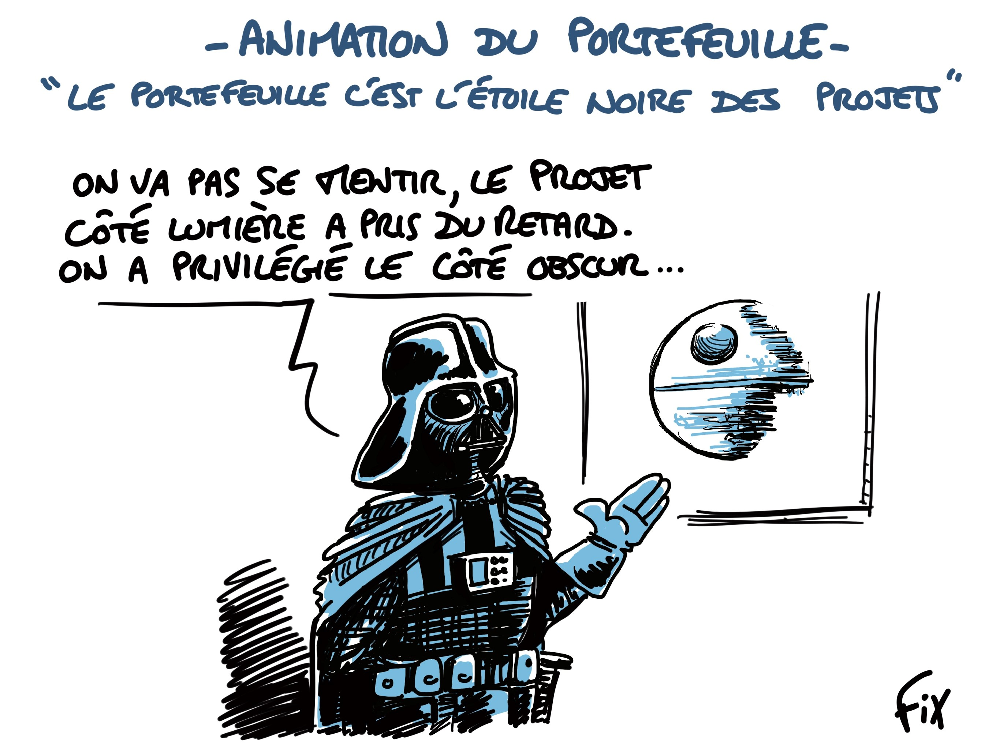 - ANIMATION DU PORTEFEUILLE -
"LE PORTEFEUILLE C'EST L'ÉTOILE NOIRE DES PROJETS"
ON VA PAS SE MENTIR, LE PROJET
CÔTÉ LUMIÈRE A PRIS DU RETARD.
ON A PRIVILÉGIÉ LE CÔTÉ OBSCUR...
FiX